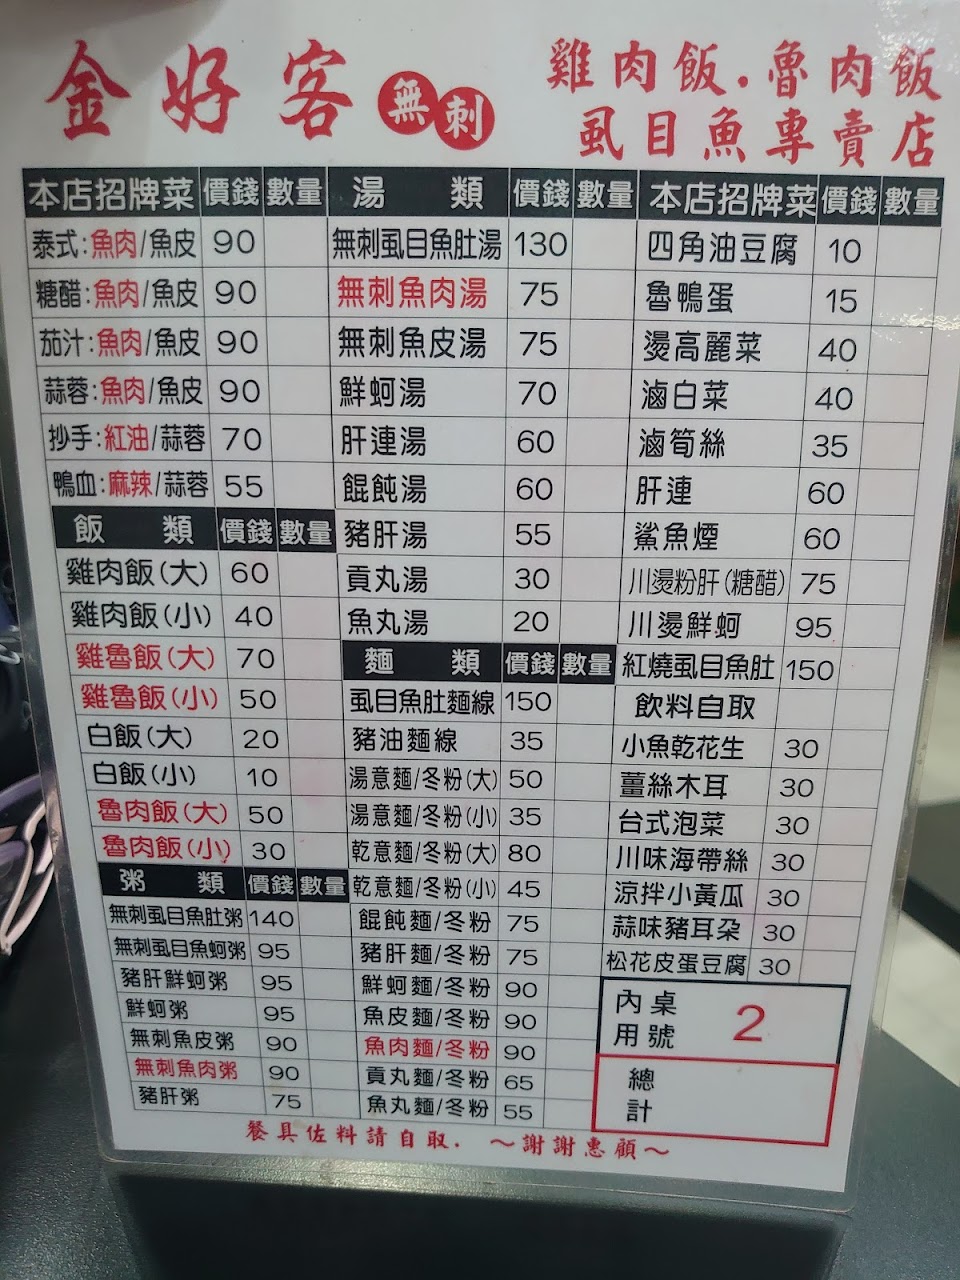 金好客 無刺
雞肉飯.魯肉飯
虱目魚專賣店
本店招牌菜 價錢 數量
泰式:魚肉/魚皮 90
糖醋:魚肉/魚皮 90
茄汁:魚肉/魚皮 90
蒜蓉:魚肉/魚皮 90
抄手:紅油/蒜蓉 70
鴨血:麻辣/蒜蓉 55
飯類 價錢 數量
雞肉飯(大) 60
雞肉飯(小) 40
雞魯飯(大) 70
雞魯飯(小) 50
白飯(大) 20
白飯(小) 10
魯肉飯(大) 50
魯肉飯(小) 30
粥類 價錢 數量
無刺虱目魚肚粥 140
無刺虱目魚蚵粥 95
豬肝鮮蚵粥 95
鮮蚵粥 95
無刺魚皮粥 90
無刺魚肉粥 90
豬肝粥 75
湯類 價錢 數量
無刺虱目魚肚湯 130
無刺魚肉湯 75
無刺魚皮湯 75
鮮蚵湯 70
肝連湯 60
餛飩湯 60
豬肝湯 55
貢丸湯 30
魚丸湯 20
麵類 價錢 數量
虱目魚肚麵線 150
豬油麵線 35
湯意麵/冬粉(大) 50
湯意麵/冬粉(小) 35
乾意麵/冬粉(大) 80
乾意麵/冬粉(小) 45
餛飩麵/冬粉 75
豬肝麵/冬粉 75
鮮蚵麵/冬粉 90
魚皮麵/冬粉 90
魚肉麵/冬粉 90
貢丸麵/冬粉 65
魚丸麵/冬粉 55
本店招牌菜 價錢 數量
四角油豆腐 10
魯鴨蛋 15
燙高麗菜 40
滷白菜 40
滷筍絲 35
肝連 60
鯊魚煙 60
川燙粉肝(糖醋) 75
川燙鮮蚵 95
紅燒虱目魚肚 150
飲料自取
小魚乾花生 30
薑絲木耳 30
台式泡菜 30
川味海帶絲 30
涼拌小黃瓜 30
蒜味豬耳朵 30
松花皮蛋豆腐 30
內桌
用號 2
總
計
餐具佐料請自取. ～謝謝惠顧～